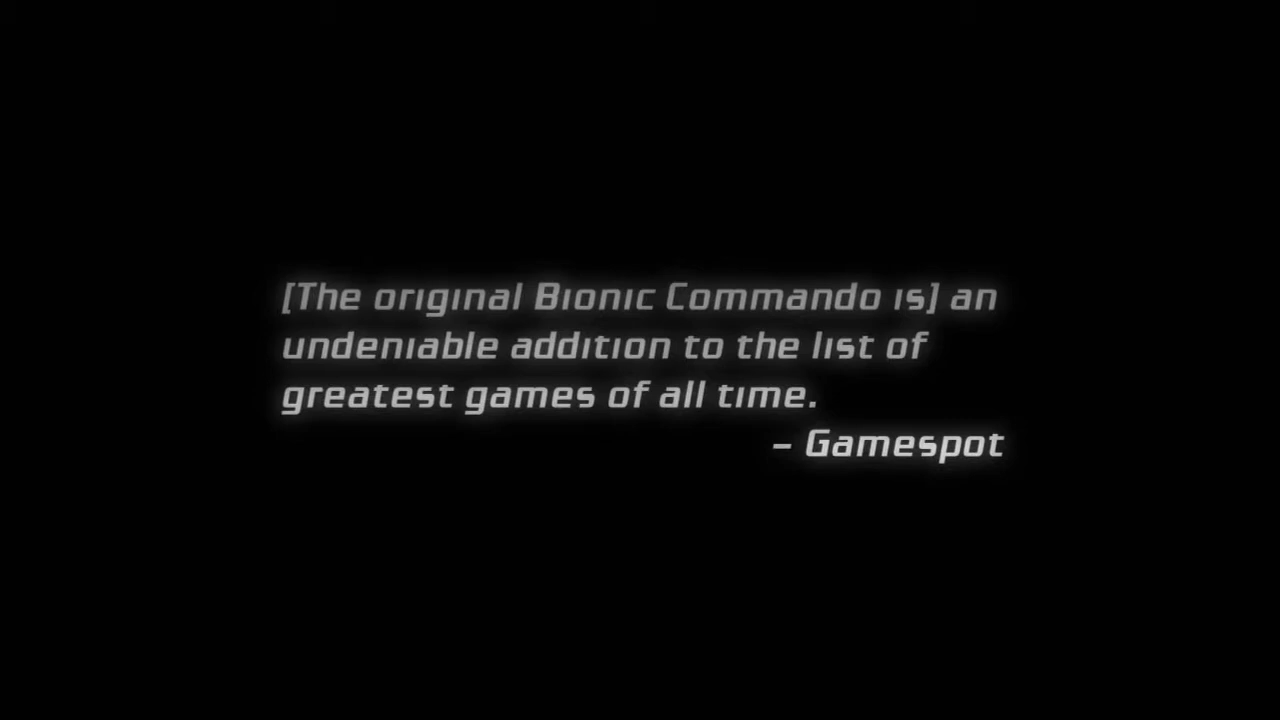 [The original Bionic Commando is] an
undeniable addition to the list of
greatest games of all time.
– Gamespot